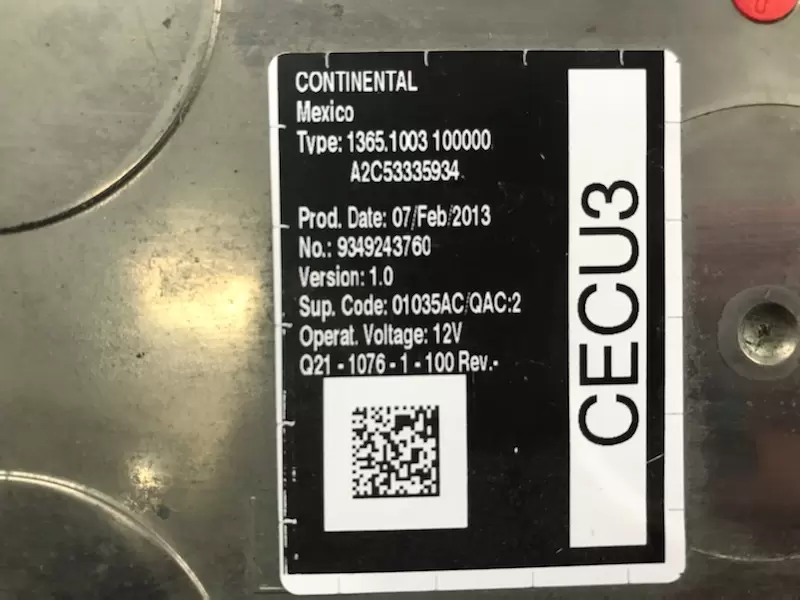 CONTINENTAL
Mexico
Type: 1365.1003 100000
A2C53335934
Prod. Date: 07/Feb/2013
No.: 9349243760
Version: 1.0
Sup. Code: 01035AC/QAC:2
Operat. Voltage: 12V
Q21 - 1076 - 1 - 100 Rev.-
CECU3